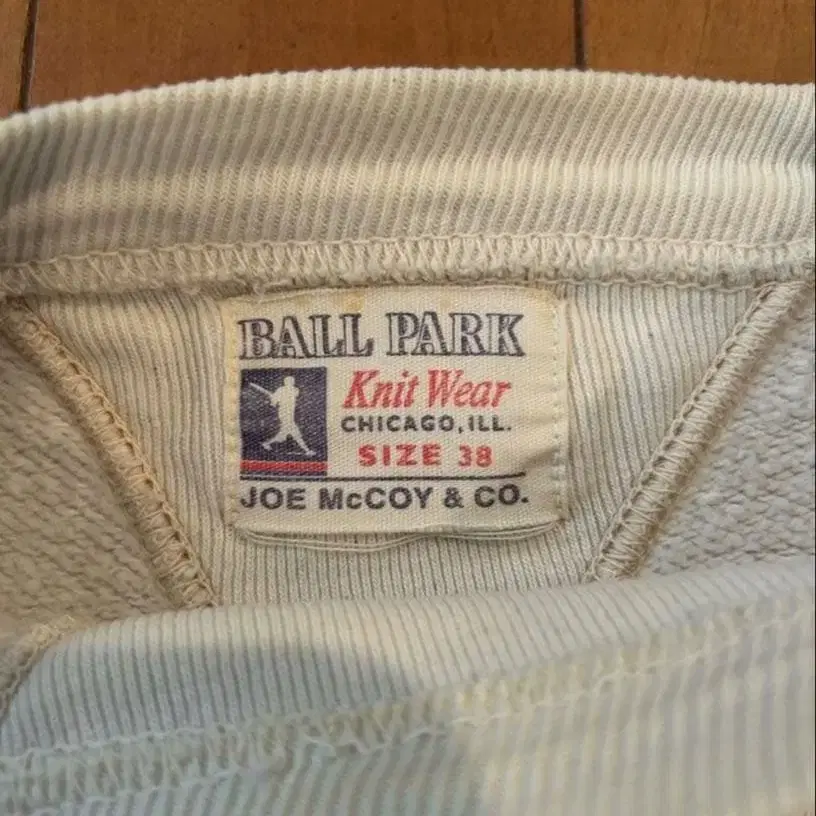 BALL PARK
Knit Wear
CHICAGO, ILL.
SIZE 38
JOE McCOY & CO.